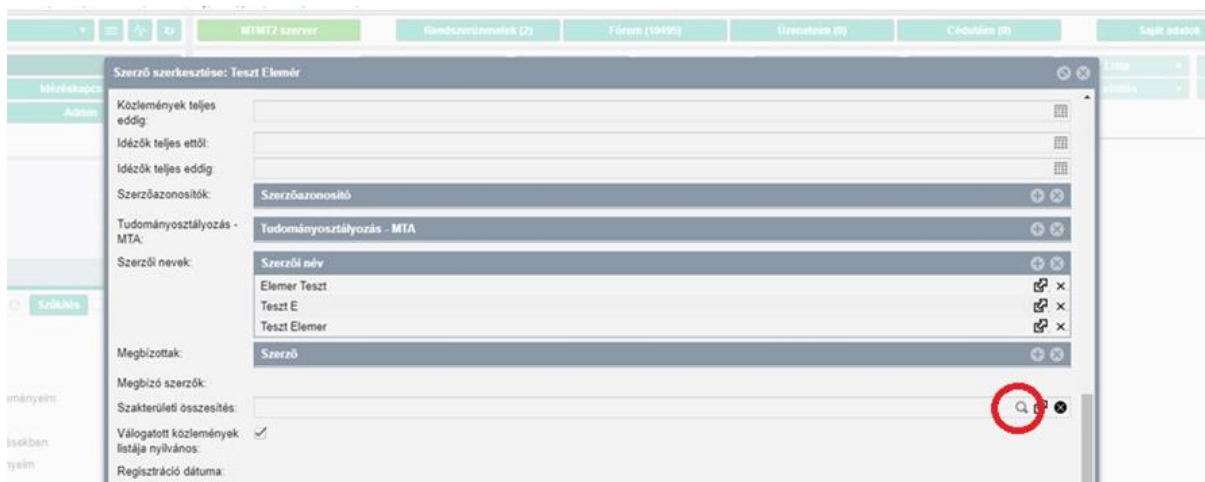 MTMT2 szerver
Rendszerüzenetek (2)
Fórum (10495)
Üzeneteim (0)
Céduláim (0)
Saját adatok
Lista
Admin
Szerző szerkesztése: Teszt Elemér
Közlemények teljes
eddig:
Idézők teljes ettől:
Idézők teljes eddig:
Szerzőazonosítók:
Szerzőazonosító
Tudományosztályozás -
MTA:
Tudományosztályozás - MTA
Szerzői nevek:
Szerzői név
Elemer Teszt
Teszt E
Teszt Elemer
Szűkítés
Megbízottak:
Szerző
Megbízó szerzők:
Szakterületi összesítés:
Válogatott közlemények
listája nyilvános:
Regisztráció dátuma: